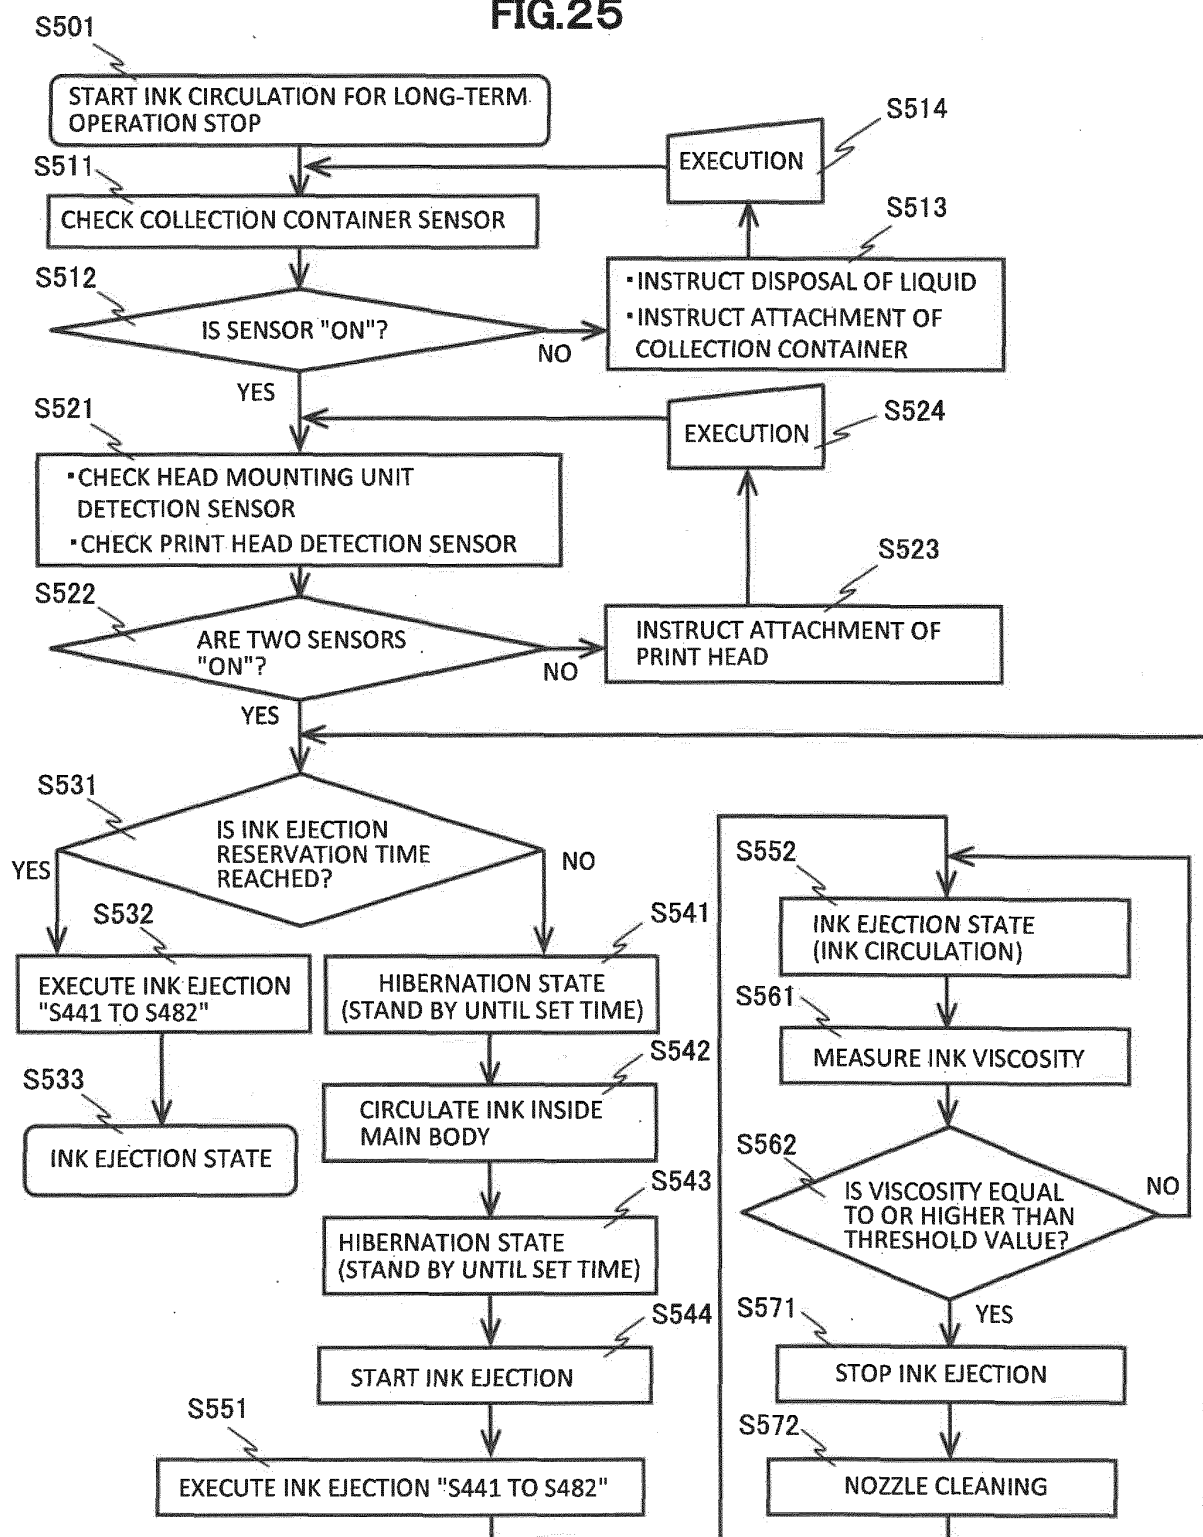 FIG.25
S501
START INK CIRCULATION FOR LONG-TERM
OPERATION STOP
S514
EXECUTION
S511
CHECK COLLECTION CONTAINER SENSOR
S513
・INSTRUCT DISPOSAL OF LIQUID
・INSTRUCT ATTACHMENT OF
COLLECTION CONTAINER
S512
IS SENSOR "ON"?
NO
YES
S524
EXECUTION
S521
・CHECK HEAD MOUNTING UNIT
DETECTION SENSOR
・CHECK PRINT HEAD DETECTION SENSOR
S523
INSTRUCT ATTACHMENT OF
PRINT HEAD
S522
ARE TWO SENSORS
"ON"?
NO
YES
S531
IS INK EJECTION
RESERVATION TIME
REACHED?
YES
NO
S532
EXECUTE INK EJECTION
"S441 TO S482"
S533
INK EJECTION STATE
S541
HIBERNATION STATE
(STAND BY UNTIL SET TIME)
S542
CIRCULATE INK INSIDE
MAIN BODY
S543
HIBERNATION STATE
(STAND BY UNTIL SET TIME)
S544
START INK EJECTION
S551
EXECUTE INK EJECTION "S441 TO S482"
S552
INK EJECTION STATE
(INK CIRCULATION)
S561
MEASURE INK VISCOSITY
S562
IS VISCOSITY EQUAL
TO OR HIGHER THAN
THRESHOLD VALUE?
NO
YES
S571
STOP INK EJECTION
S572
NOZZLE CLEANING